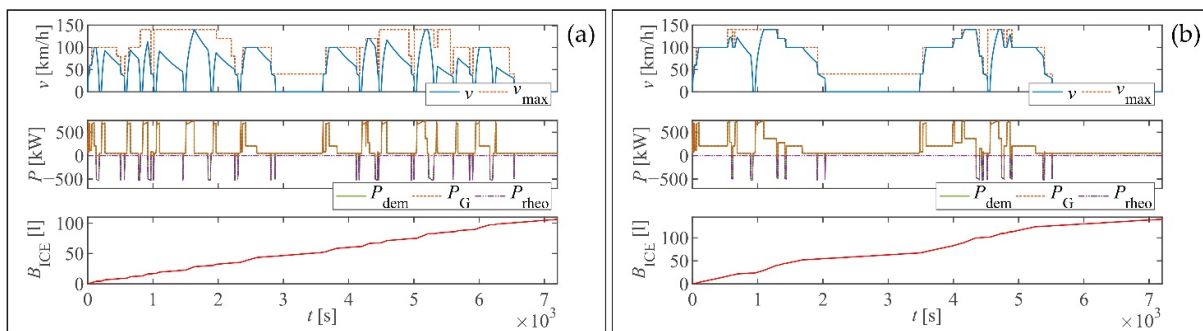 (a)
v [km/h]
150
100
50
0
v
v_max
P [kW]
500
0
−500
P_dem
P_G
P_rheo
B_ICE [l]
100
50
0
0 1 2 3 4 5 6 7
t [s]
×10^3
(b)
v [km/h]
150
100
50
0
v
v_max
P [kW]
500
0
−500
P_dem
P_G
P_rheo
B_ICE [l]
100
50
0
0 1 2 3 4 5 6 7
t [s]
×10^3